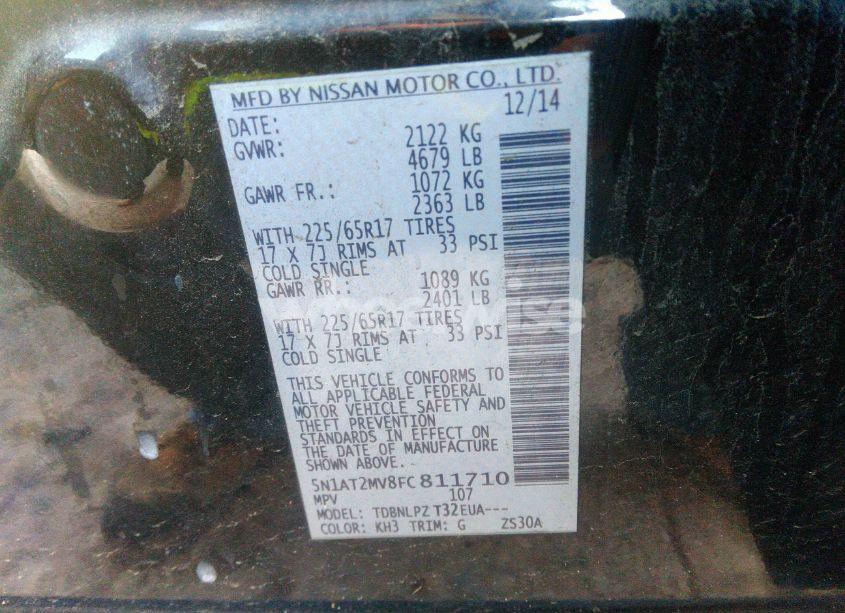 MFD BY NISSAN MOTOR CO., LTD.
DATE: 12/14
GVWR: 2122 KG
4679 LB
GAWR FR.: 1072 KG
2363 LB
WITH 225/65R17 TIRES
17 X 7J RIMS AT 33 PSI
COLD SINGLE
GAWR RR.: 1089 KG
2401 LB
WITH 225/65R17 TIRES
17 X 7J RIMS AT 33 PSI
COLD SINGLE
THIS VEHICLE CONFORMS TO
ALL APPLICABLE FEDERAL
MOTOR VEHICLE SAFETY AND
THEFT PREVENTION
STANDARDS IN EFFECT ON
THE DATE OF MANUFACTURE
SHOWN ABOVE.
5N1AT2MV8FC811710
MPV 107
MODEL: TDBNLPZ T32EUA---
COLOR: KH3 TRIM: G ZS30A